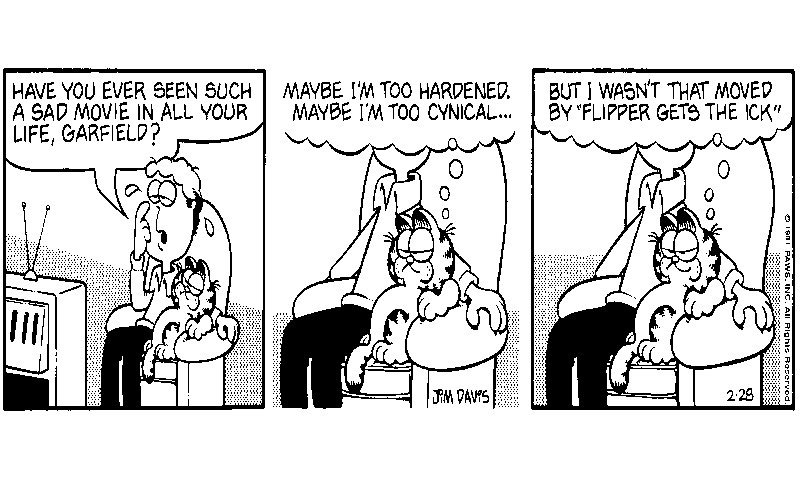 HAVE YOU EVER SEEN SUCH
A SAD MOVIE IN ALL YOUR
LIFE, GARFIELD?
MAYBE I'M TOO HARDENED.
MAYBE I'M TOO CYNICAL...
JIM DAVIS
BUT I WASN'T THAT MOVED
BY "FLIPPER GETS THE ICK"
2-28
© 1981 PAWS, INC. All Rights Reserved.